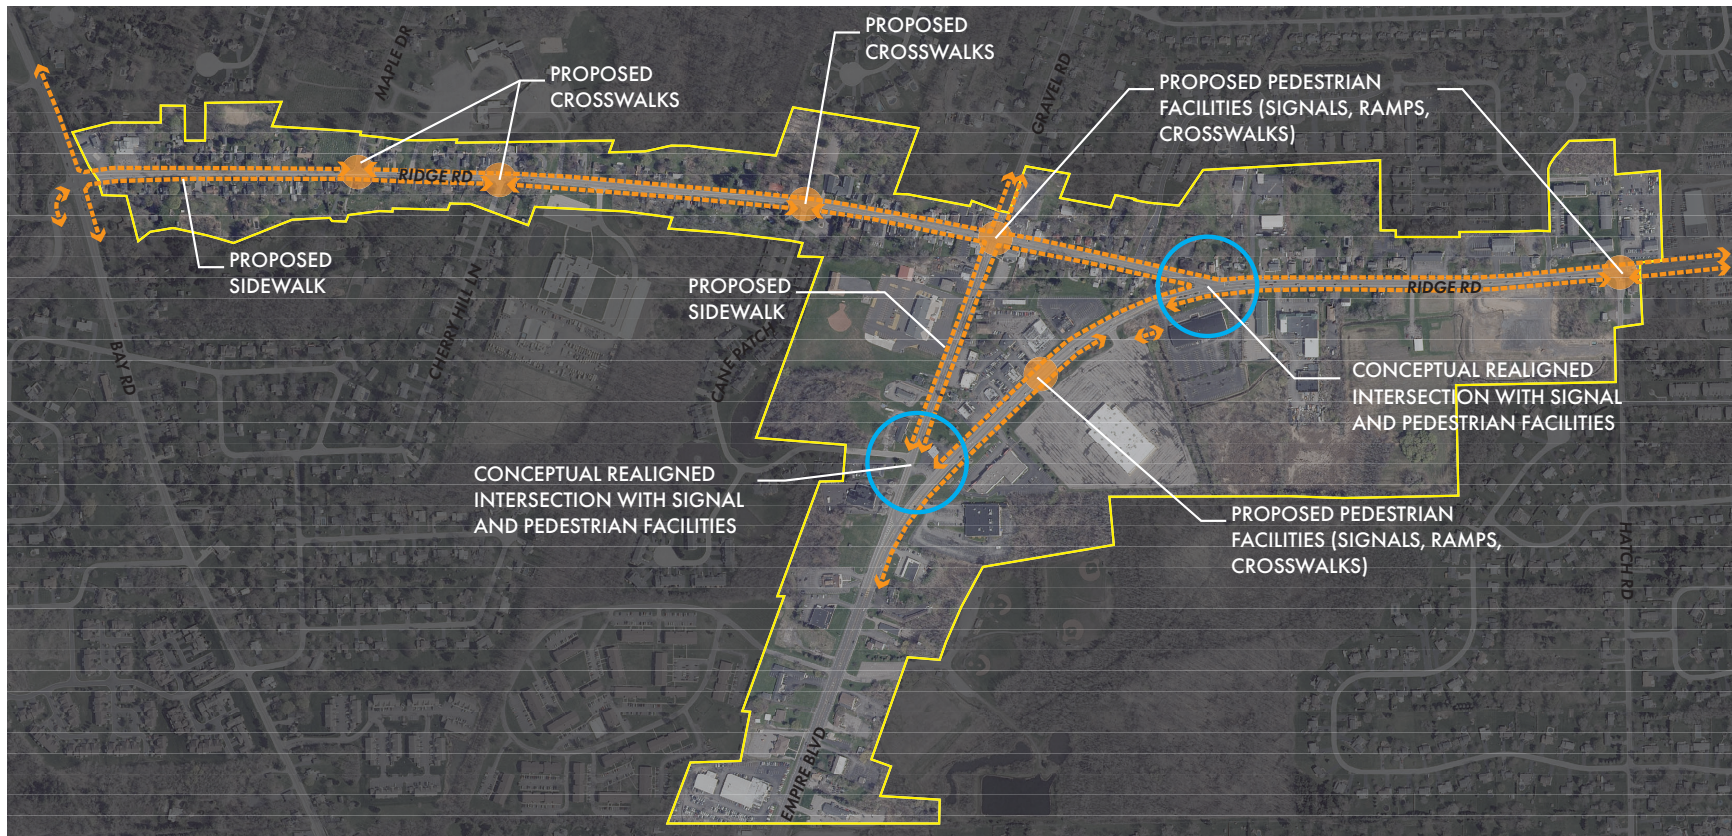 PROPOSED
CROSSWALKS
MAPLE DR
PROPOSED
CROSSWALKS
GRAVEL RD
PROPOSED PEDESTRIAN
FACILITIES (SIGNALS, RAMPS,
CROSSWALKS)
RIDGE RD
PROPOSED
SIDEWALK
CHERRY HILL LN
PROPOSED
SIDEWALK
RIDGE RD
BAY RD
CANE PATCH
CONCEPTUAL REALIGNED
INTERSECTION WITH SIGNAL
AND PEDESTRIAN FACILITIES
CONCEPTUAL REALIGNED
INTERSECTION WITH SIGNAL
AND PEDESTRIAN FACILITIES
PROPOSED PEDESTRIAN
FACILITIES (SIGNALS, RAMPS,
CROSSWALKS)
HATCH RD
EMPIRE BLVD